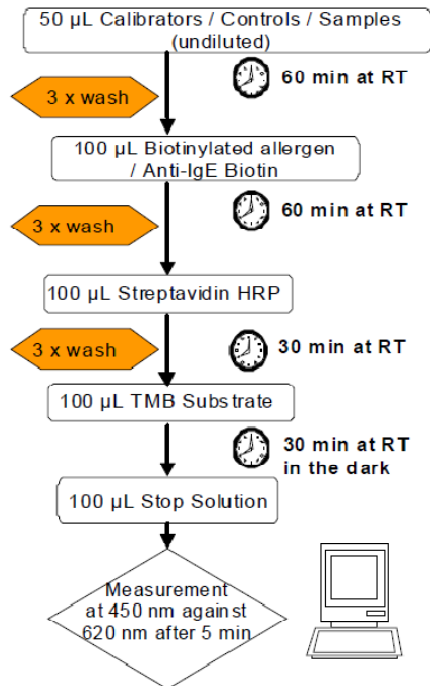 50 µL Calibrators / Controls / Samples
(undiluted)
60 min at RT
3 x wash
100 µL Biotinylated allergen
/ Anti-IgE Biotin
60 min at RT
3 x wash
100 µL Streptavidin HRP
3 x wash
30 min at RT
100 µL TMB Substrate
30 min at RT
in the dark
100 µL Stop Solution
Measurement
at 450 nm against
620 nm after 5 min